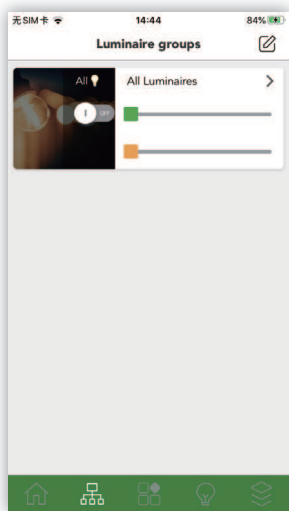 无SIM卡 14:44 84%
Luminaire groups
All All Luminaires
OFF